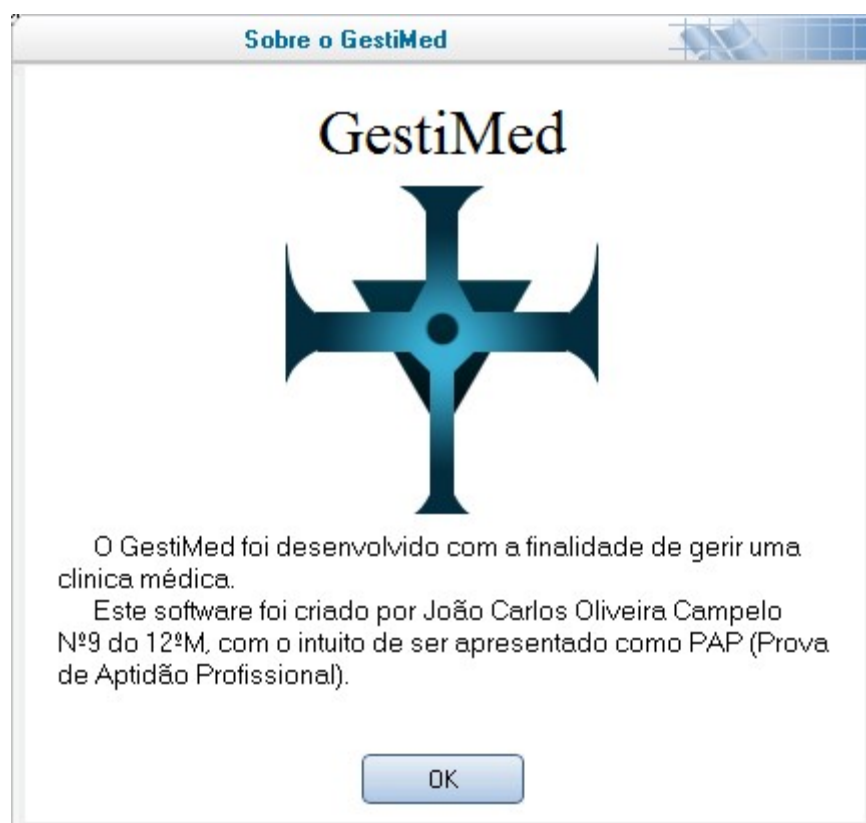 Sobre o GestiMed
GestiMed
O GestiMed foi desenvolvido com a finalidade de gerir uma
clinica médica.
Este software foi criado por João Carlos Oliveira Campelo
Nº9 do 12ºM, com o intuito de ser apresentado como PAP (Prova
de Aptidão Profissional).
OK